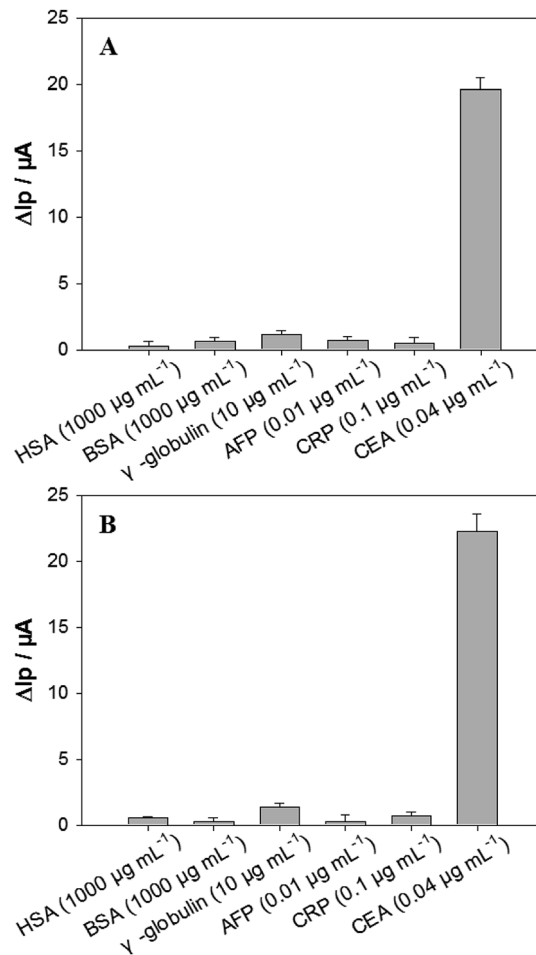 A
25
20
15
10
5
0
ΔIp / μA
HSA (1000 μg mL⁻¹)
BSA (1000 μg mL⁻¹)
γ -globulin (10 μg mL⁻¹)
AFP (0.01 μg mL⁻¹)
CRP (0.1 μg mL⁻¹)
CEA (0.04 μg mL⁻¹)
B
25
20
15
10
5
0
ΔIp / μA
HSA (1000 μg mL⁻¹)
BSA (1000 μg mL⁻¹)
γ -globulin (10 μg mL⁻¹)
AFP (0.01 μg mL⁻¹)
CRP (0.1 μg mL⁻¹)
CEA (0.04 μg mL⁻¹)